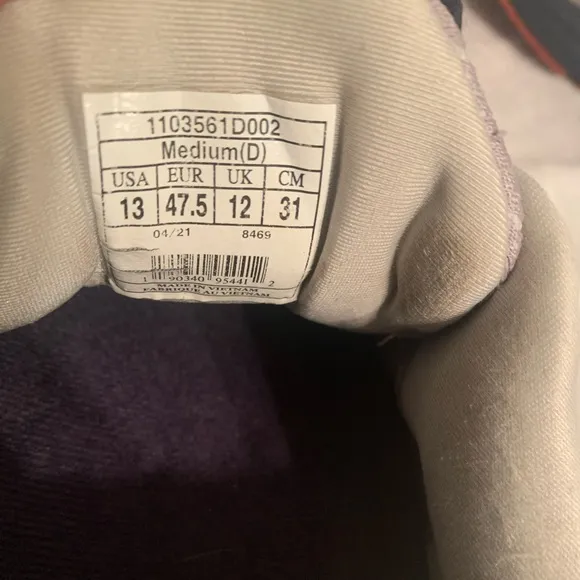 1103561D002
Medium(D)
USA EUR UK CM
13 47.5 12 31
04/21 8469
1 90340 95441 2
MADE IN VIETNAM
FABRIQUE AU VIETNAM